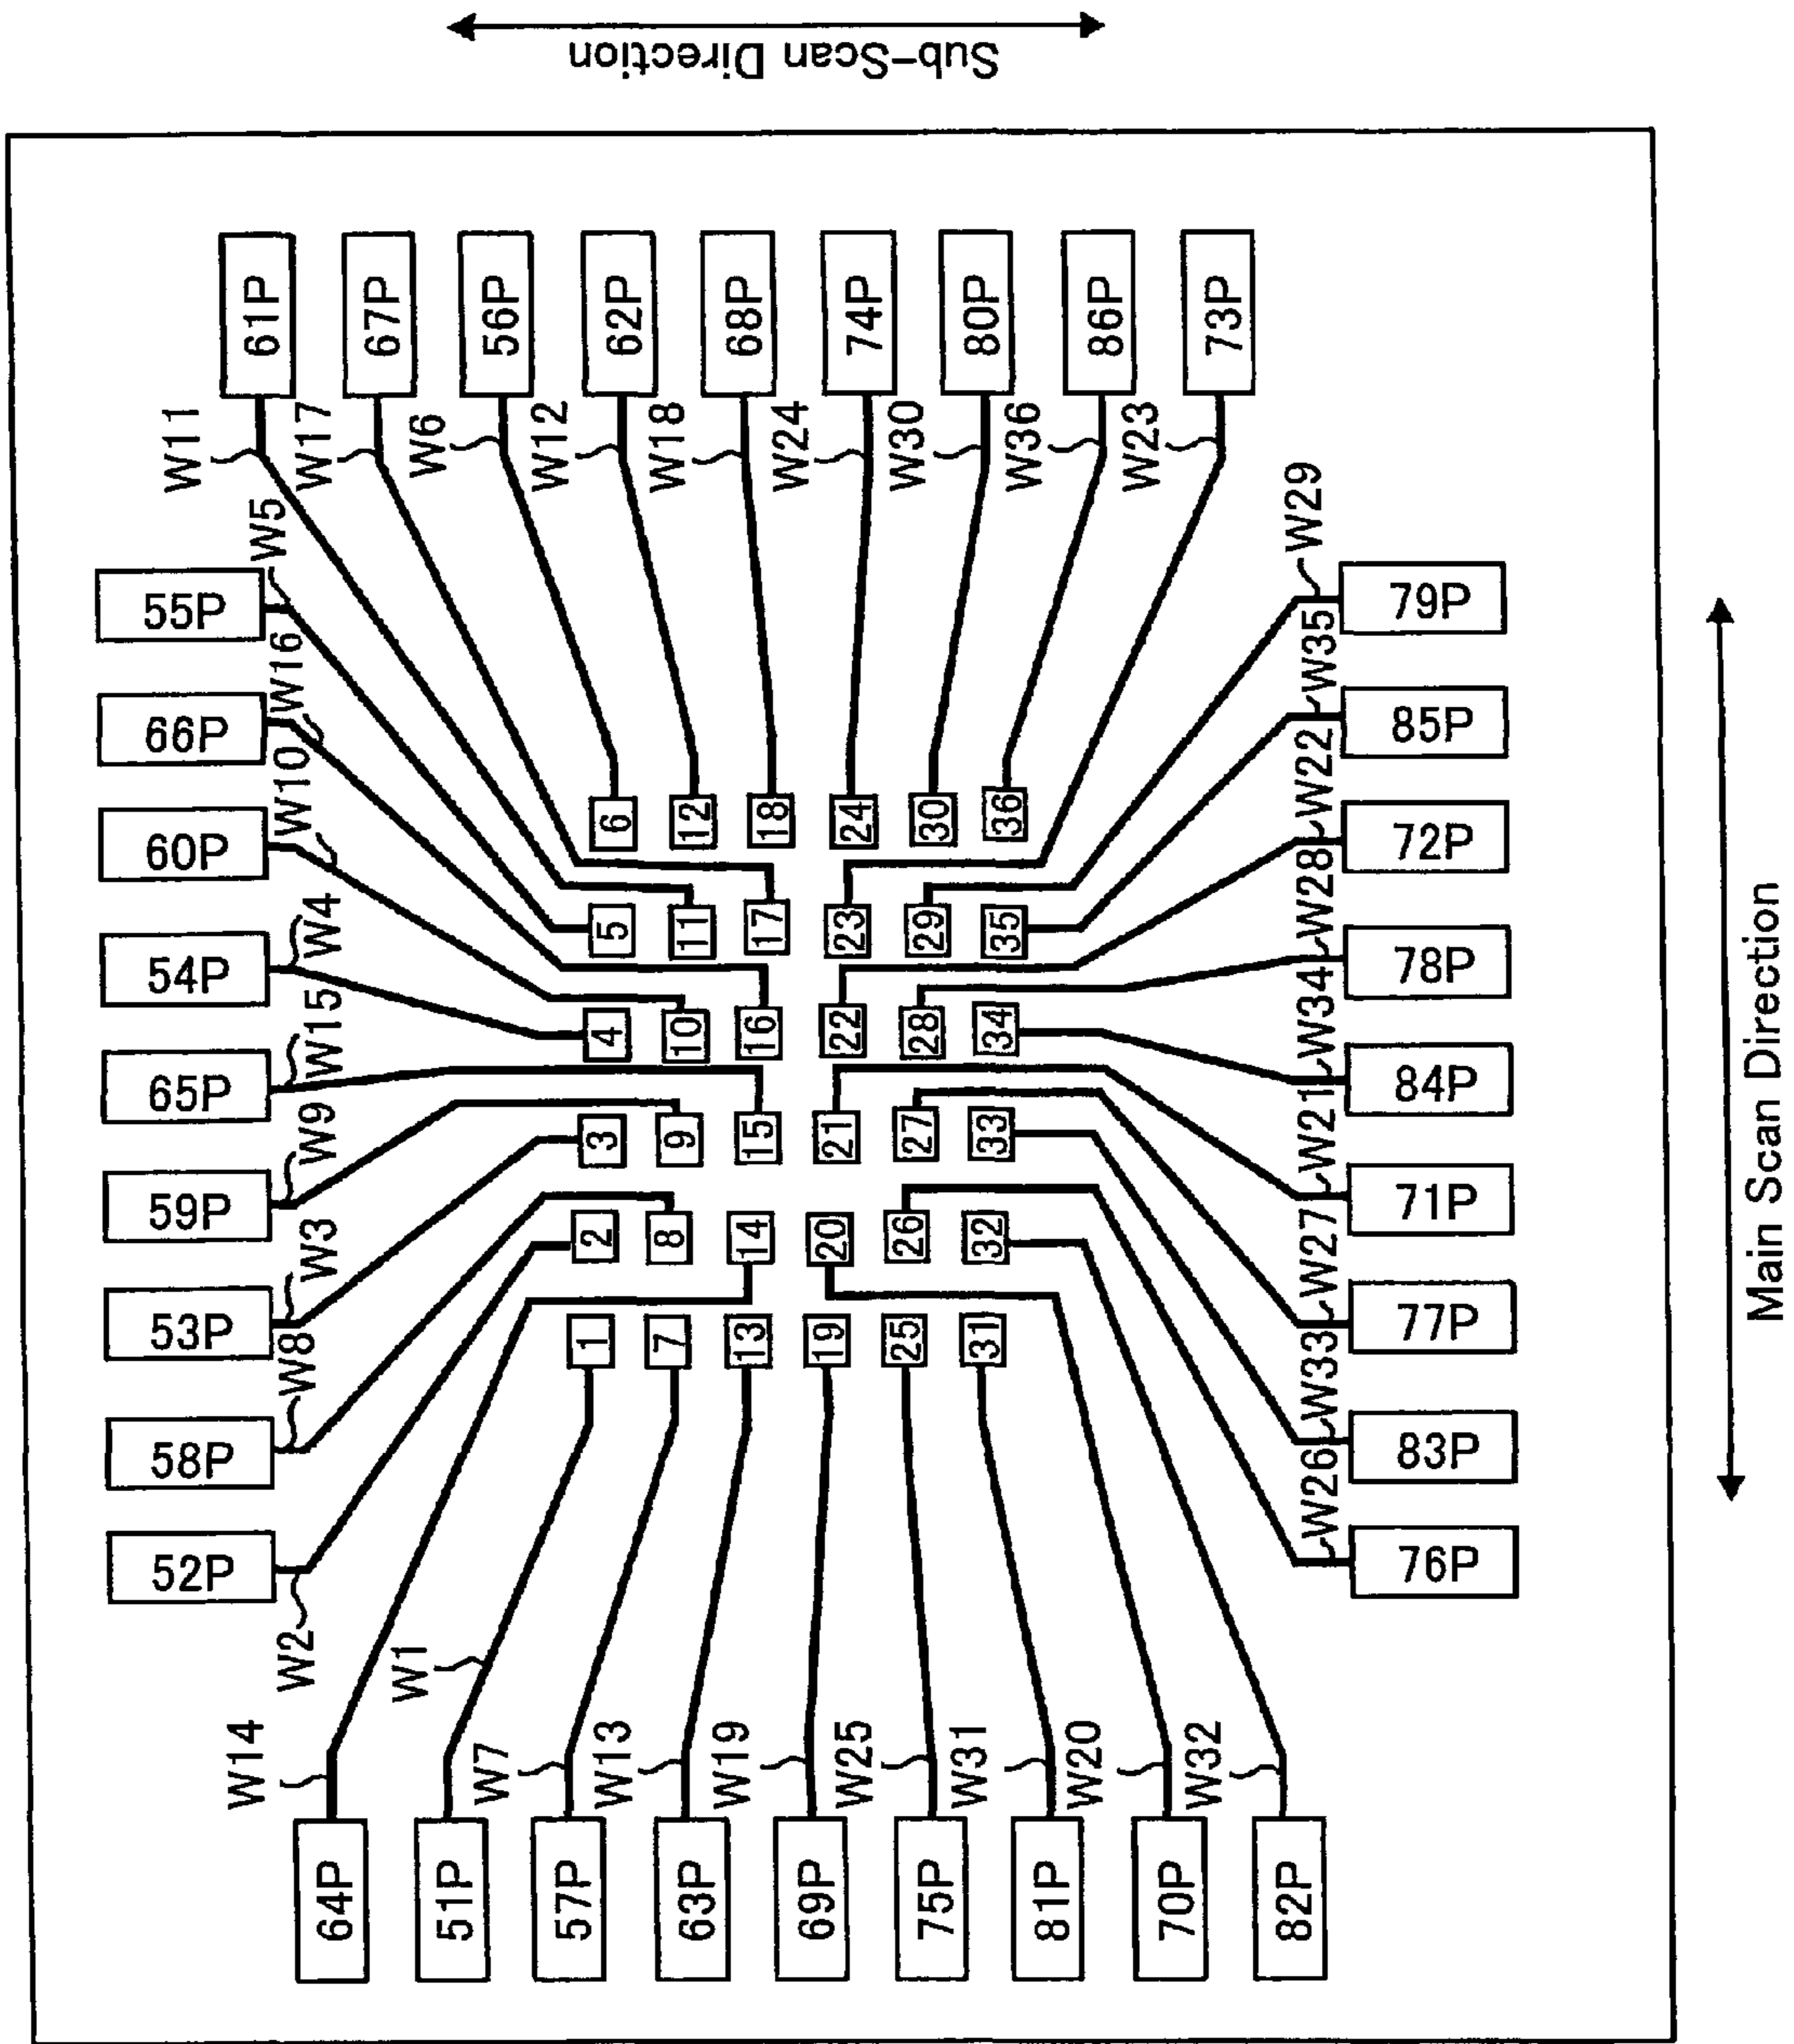 Sub-Scan Direction
61P
67P
56P
62P
68P
74P
80P
86P
73P
W11
W17
W6
W12
W18
W24
W30
W36
W23
W5
W16
W10
W4
W15
W9
W3
W8
W2
W29
W35
W22
W28
W34
W21
W27
W33
W26
55P
66P
60P
54P
65P
59P
53P
58P
52P
79P
85P
72P
78P
84P
71P
77P
83P
76P
6
12
18
24
30
36
5
11
17
23
29
35
4
10
16
22
28
34
3
9
15
21
27
33
2
8
14
20
26
32
1
7
13
19
25
31
W14
W1
W7
W13
W19
W25
W31
W20
W32
64P
51P
57P
63P
69P
75P
81P
70P
82P
Main Scan Direction